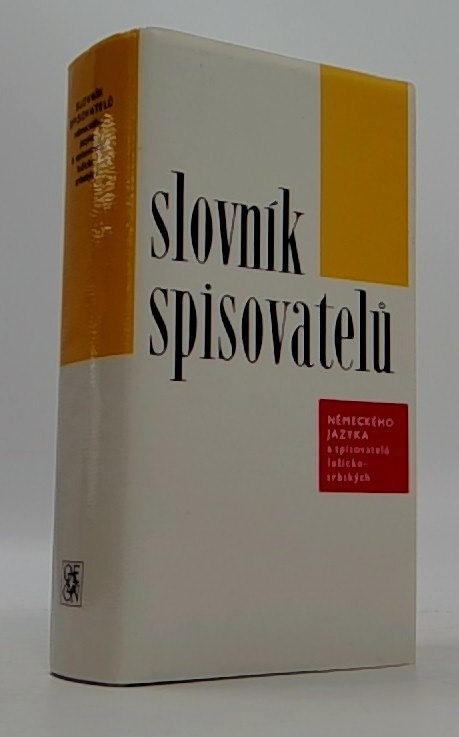 SLOVNÍK
SPISOVATELŮ
slovník
spisovatelů
NĚMECKÉHO
JAZYKA
a spisovatelů
lužicko-
srbských